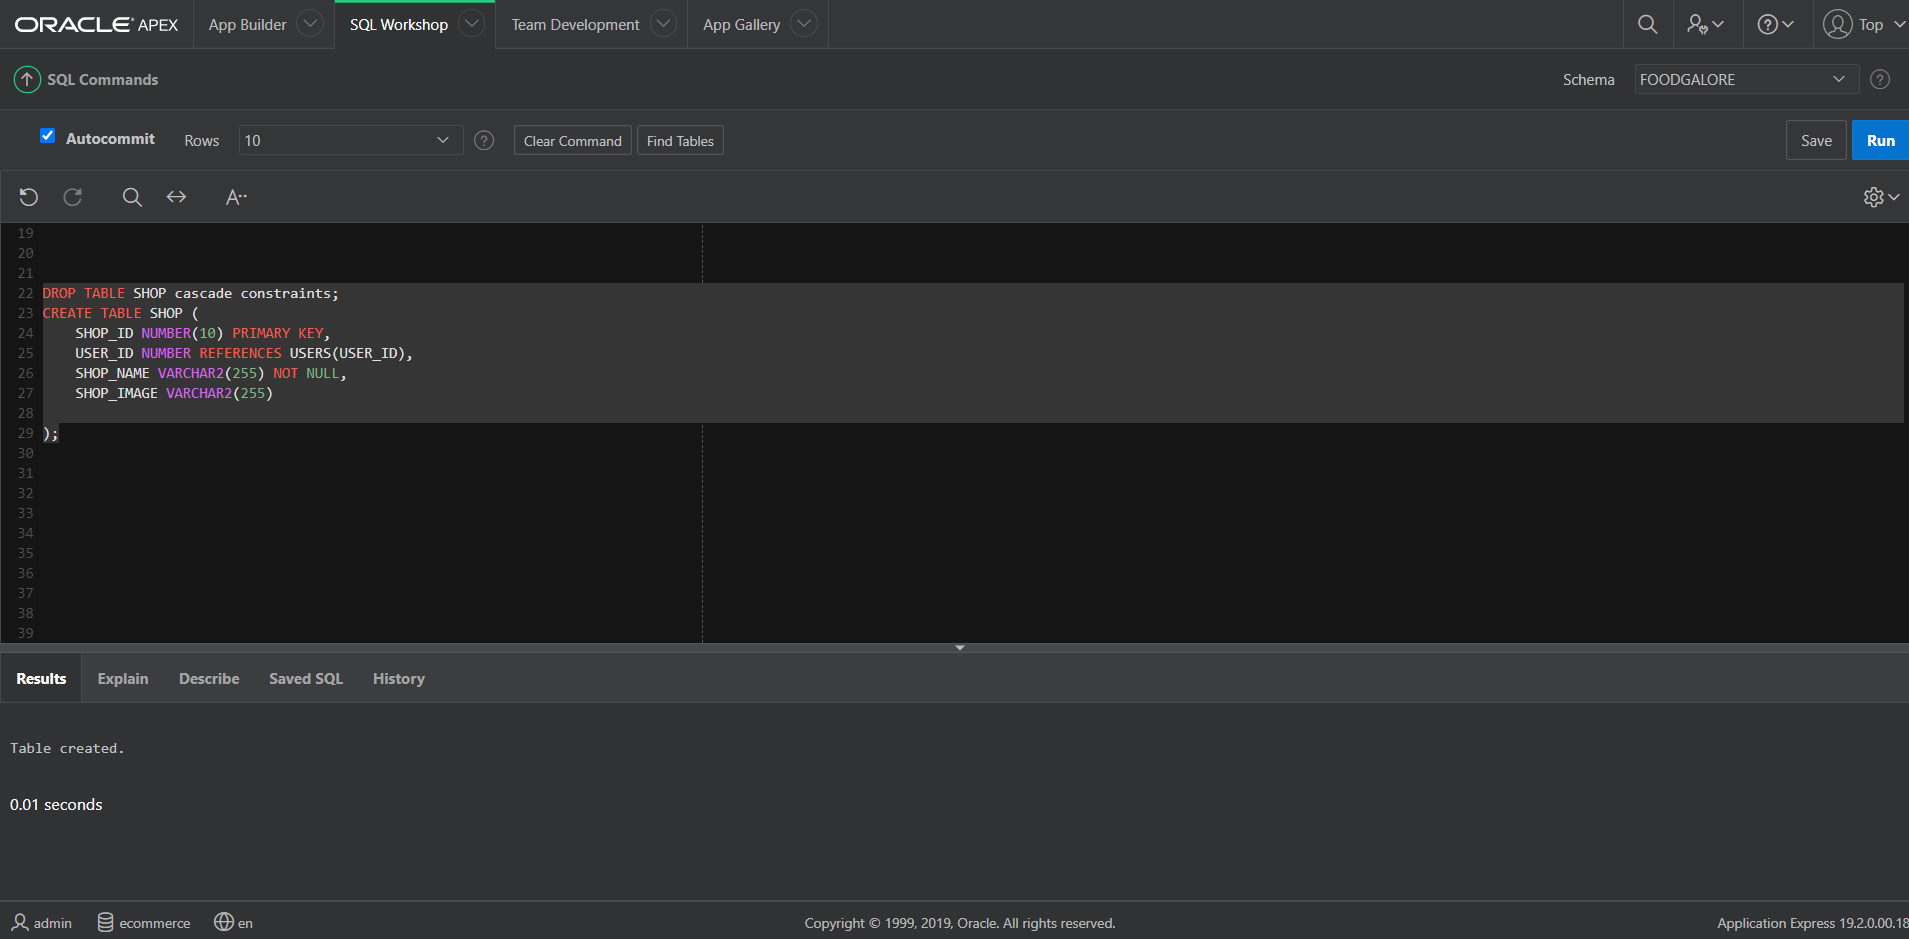 ORACLE APEX App Builder SQL Workshop Team Development App Gallery Top
SQL Commands Schema FOODGALORE
Autocommit Rows 10 Clear Command Find Tables Save Run
19
20
21
22 DROP TABLE SHOP cascade constraints;
23 CREATE TABLE SHOP (
24 SHOP_ID NUMBER(10) PRIMARY KEY,
25 USER_ID NUMBER REFERENCES USERS(USER_ID),
26 SHOP_NAME VARCHAR2(255) NOT NULL,
27 SHOP_IMAGE VARCHAR2(255)
28
29 );
30
31
32
33
34
35
36
37
38
39
Results Explain Describe Saved SQL History
Table created.
0.01 seconds
admin ecommerce en Copyright © 1999, 2019, Oracle. All rights reserved. Application Express 19.2.0.00.18